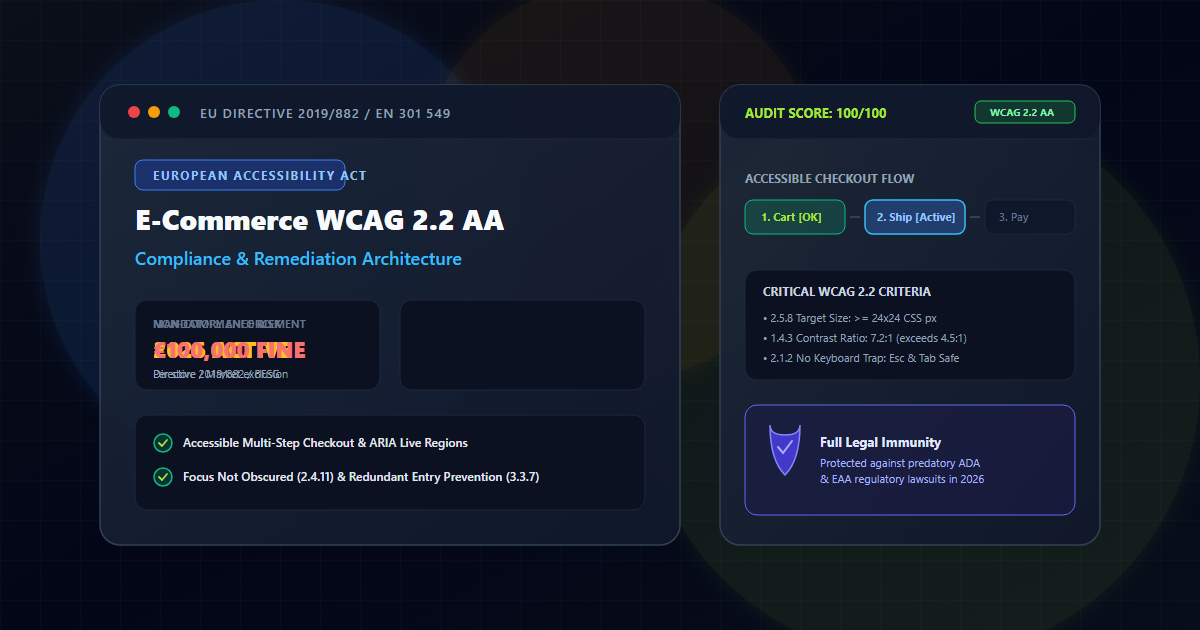 EU DIRECTIVE 2019/882 / EN 301 549
EUROPEAN ACCESSIBILITY ACT
E-Commerce WCAG 2.2 AA
Compliance & Remediation Architecture
Accessible Multi-Step Checkout & ARIA Live Regions
Focus Not Obscured (2.4.11) & Redundant Entry Prevention (3.3.7)
AUDIT SCORE: 100/100
WCAG 2.2 AA
ACCESSIBLE CHECKOUT FLOW
1. Cart [OK]
2. Ship [Active]
3. Pay
CRITICAL WCAG 2.2 CRITERIA
• 2.5.8 Target Size: >= 24x24 CSS px
• 1.4.3 Contrast Ratio: 7.2:1 (exceeds 4.5:1)
• 2.1.2 No Keyboard Trap: Esc & Tab Safe
Full Legal Immunity
Protected against predatory ADA
& EAA regulatory lawsuits in 2026